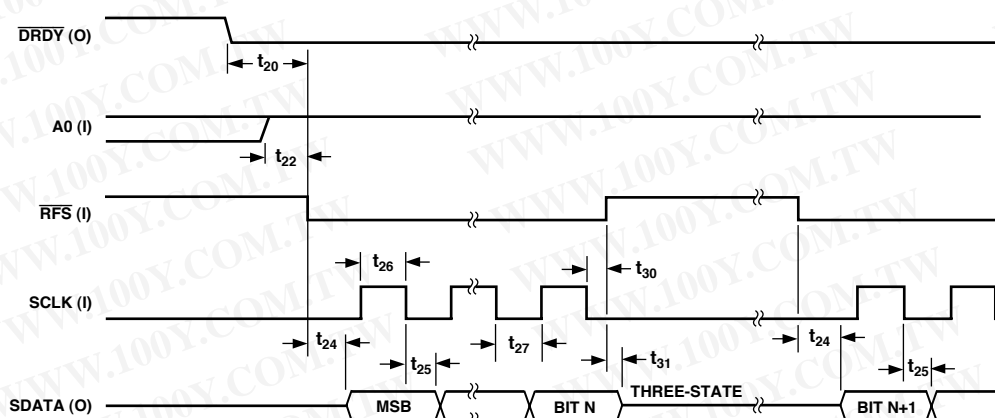 DRDY (O)
t20
A0 (I)
t22
RFS (I)
t26
t30
SCLK (I)
t24
t25
t27
t31
t24
t25
SDATA (O)
MSB
BIT N
THREE-STATE
BIT N+1
WWW.100Y.COM.TW